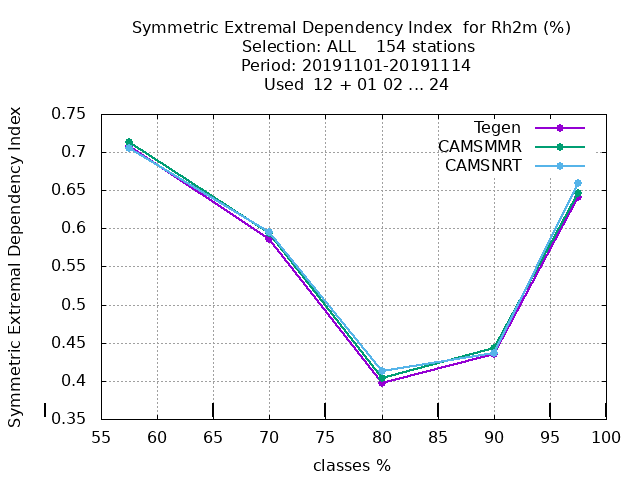 Symmetric Extremal Dependency Index  for Rh2m (%)
Selection: ALL    154 stations
Period: 20191101-20191114
Used  12 + 01 02 ... 24
Symmetric Extremal Dependency Index
0.75
0.7
0.65
0.6
0.55
0.5
0.45
0.4
0.35
Tegen
CAMSMMR
CAMSNRT
55 60 65 70 75 80 85 90 95 100
classes %